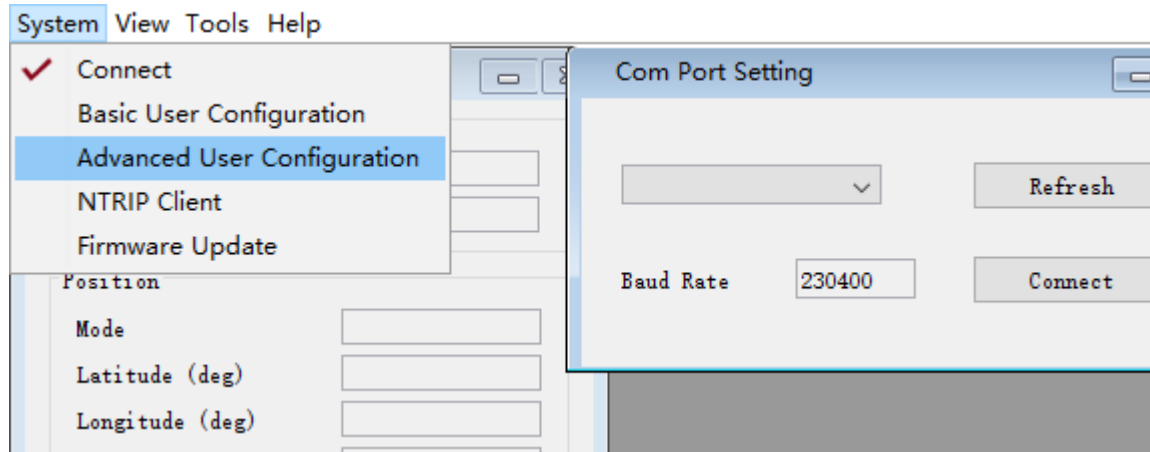 System View Tools Help
Connect
Basic User Configuration
Advanced User Configuration
NTRIP Client
Firmware Update
Position
Mode
Latitude (deg)
Longitude (deg)
Com Port Setting
Refresh
Baud Rate 230400 Connect